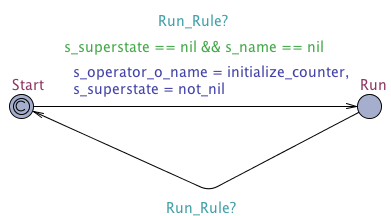 Run_Rule?
s_superstate == nil && s_name == nil
s_operator_o_name = initialize_counter,
s_superstate = not_nil
Start
Run
C
Run_Rule?